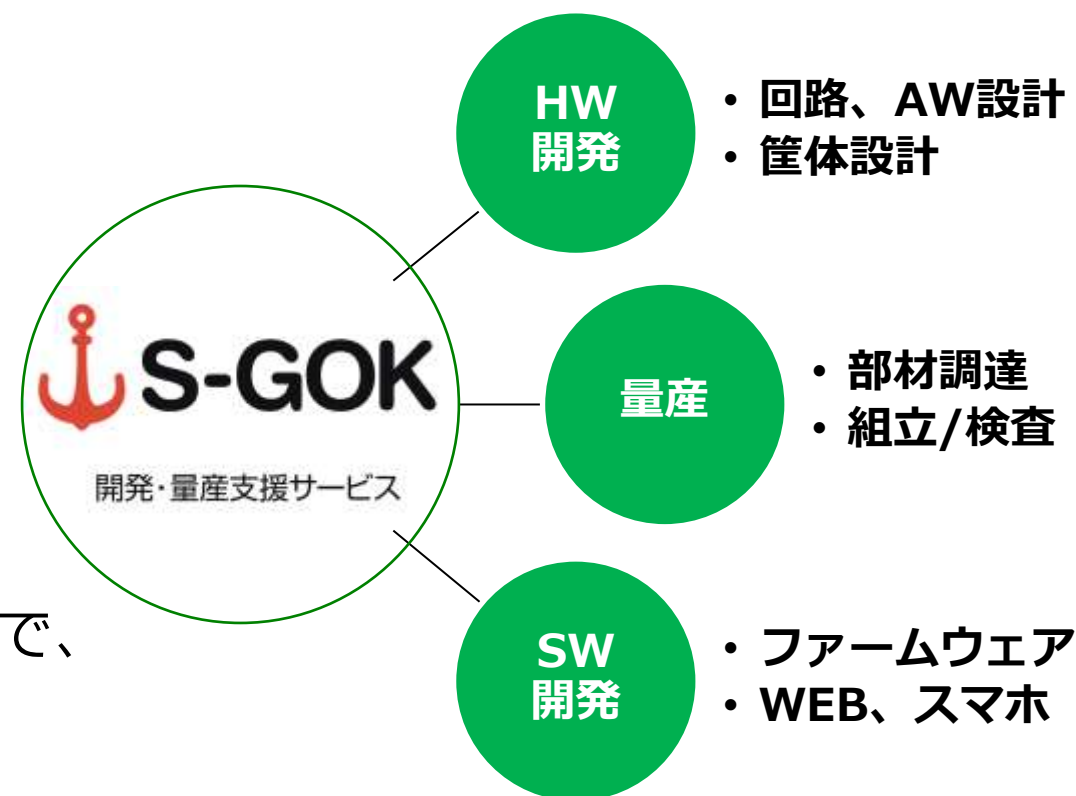 HW
開発
• 回路、AW設計
• 筐体設計
S-GOK
開発・量産支援サービス
量産
• 部材調達
• 組立/検査
で、
SW
開発
• ファームウェア
• WEB、スマホ